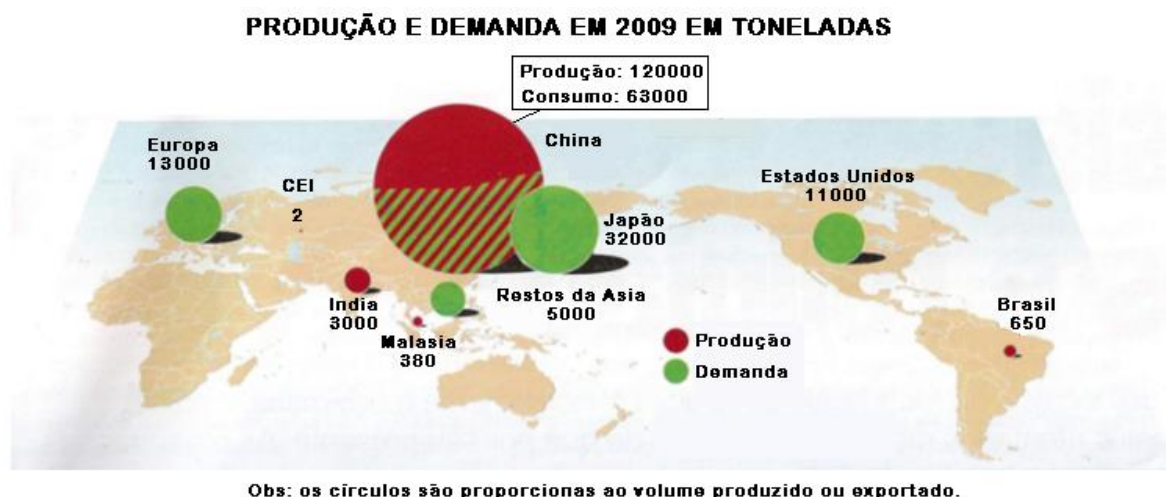 PRODUÇÃO E DEMANDA EM 2009 EM TONELADAS
Produção: 120000
Consumo: 63000
China
Europa
13000
CEI
2
Estados Unidos
11000
Japão
32000
India
3000
Restos da Asia
5000
Malasia
380
Brasil
650
Produção
Demanda
Obs: os círculos são proporcionas ao volume produzido ou exportado.